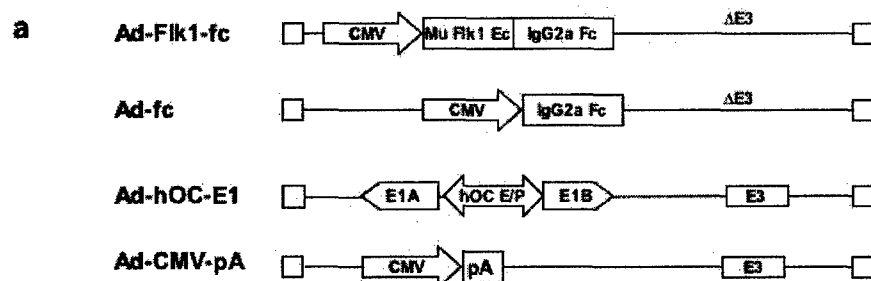 a
Ad-Flk1-fc CMV Mu Flk1 Ec IgG2a Fc ΔE3
Ad-fc CMV IgG2a Fc ΔE3
Ad-hOC-E1 E1A hOC E/P E1B E3
Ad-CMV-pA CMV pA E3